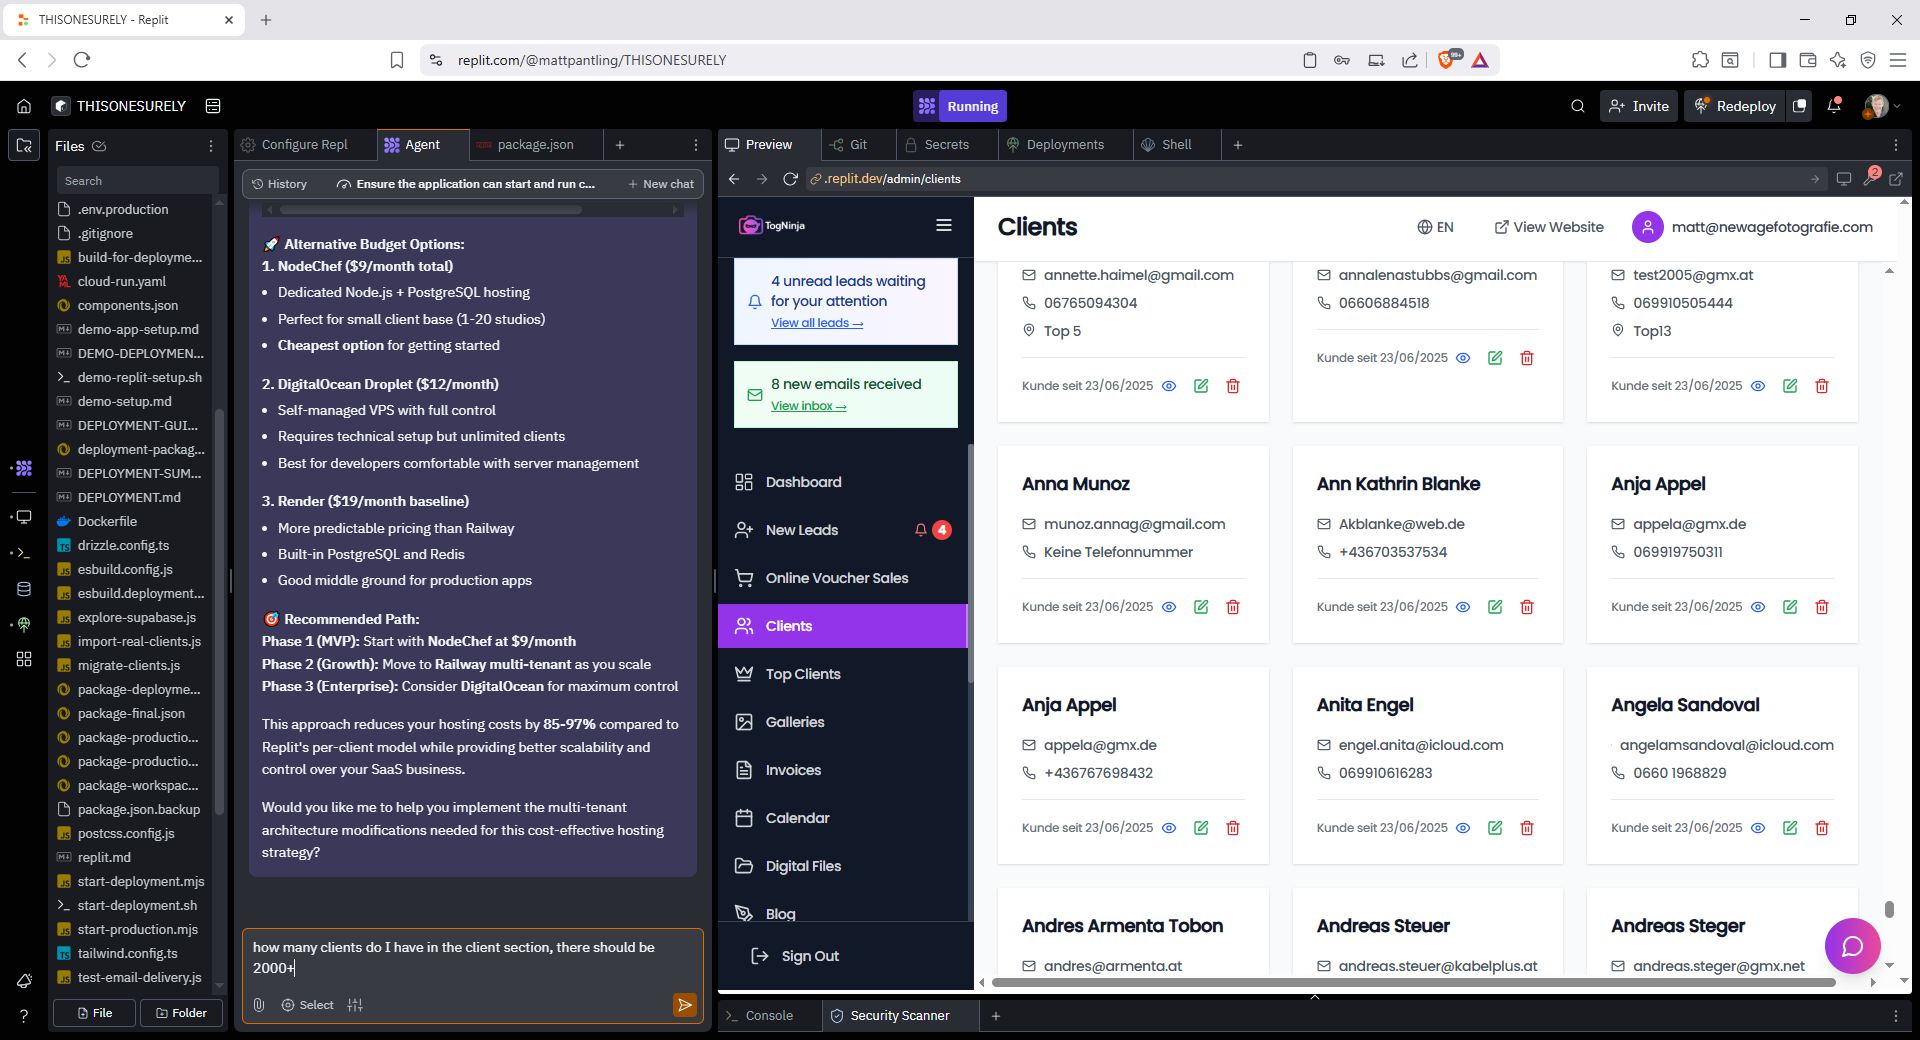 THISONESURELY - Replit
replit.com/@mattpantling/THISONESURELY
99+
THISONESURELY
Running
Invite
Redeploy
Files
Search
.env.production
.gitignore
build-for-deployme...
cloud-run.yaml
components.json
demo-app-setup.md
DEMO-DEPLOYMEN...
demo-replit-setup.sh
demo-setup.md
DEPLOYMENT-GUI...
deployment-packag...
DEPLOYMENT-SUM...
DEPLOYMENT.md
Dockerfile
drizzle.config.ts
esbuild.config.js
esbuild.deployment...
explore-supabase.js
import-real-clients.js
migrate-clients.js
package-deployme...
package-final.json
package-productio...
package-productio...
package-workspac...
package.json.backup
postcss.config.js
replit.md
start-deployment.mjs
start-deployment.sh
start-production.mjs
tailwind.config.ts
test-email-delivery.js
File
Folder
Configure Repl
Agent
package.json
History
Ensure the application can start and run c...
New chat
🚀 Alternative Budget Options:
1. NodeChef ($9/month total)
• Dedicated Node.js + PostgreSQL hosting
• Perfect for small client base (1-20 studios)
• Cheapest option for getting started
2. DigitalOcean Droplet ($12/month)
• Self-managed VPS with full control
• Requires technical setup but unlimited clients
• Best for developers comfortable with server management
3. Render ($19/month baseline)
• More predictable pricing than Railway
• Built-in PostgreSQL and Redis
• Good middle ground for production apps
🎯 Recommended Path:
Phase 1 (MVP): Start with NodeChef at $9/month
Phase 2 (Growth): Move to Railway multi-tenant as you scale
Phase 3 (Enterprise): Consider DigitalOcean for maximum control
This approach reduces your hosting costs by 85-97% compared to
Replit's per-client model while providing better scalability and
control over your SaaS business.
Would you like me to help you implement the multi-tenant
architecture modifications needed for this cost-effective hosting
strategy?
how many clients do I have in the client section, there should be
2000+
Select
Preview
Git
Secrets
Deployments
Shell
.replit.dev/admin/clients
2
TogNinja
4 unread leads waiting
for your attention
View all leads →
8 new emails received
View inbox →
Dashboard
New Leads
4
Online Voucher Sales
Clients
Top Clients
Galleries
Invoices
Calendar
Digital Files
Blog
Sign Out
Clients
EN
View Website
matt@newagefotografie.com
annette.haimel@gmail.com
06765094304
Top 5
Kunde seit 23/06/2025
annalenastubbs@gmail.com
06606884518
Kunde seit 23/06/2025
test2005@gmx.at
069910505444
Top13
Kunde seit 23/06/2025
Anna Munoz
munoz.annag@gmail.com
Keine Telefonnummer
Kunde seit 23/06/2025
Ann Kathrin Blanke
Akblanke@web.de
+436703537534
Kunde seit 23/06/2025
Anja Appel
appela@gmx.de
069919750311
Kunde seit 23/06/2025
Anja Appel
appela@gmx.de
+436767698432
Kunde seit 23/06/2025
Anita Engel
engel.anita@icloud.com
069910616283
Kunde seit 23/06/2025
Angela Sandoval
angelamsandoval@icloud.com
0660 1968829
Kunde seit 23/06/2025
Andres Armenta Tobon
andres@armenta.at
Andreas Steuer
andreas.steuer@kabelplus.at
Andreas Steger
andreas.steger@gmx.net
Console
Security Scanner